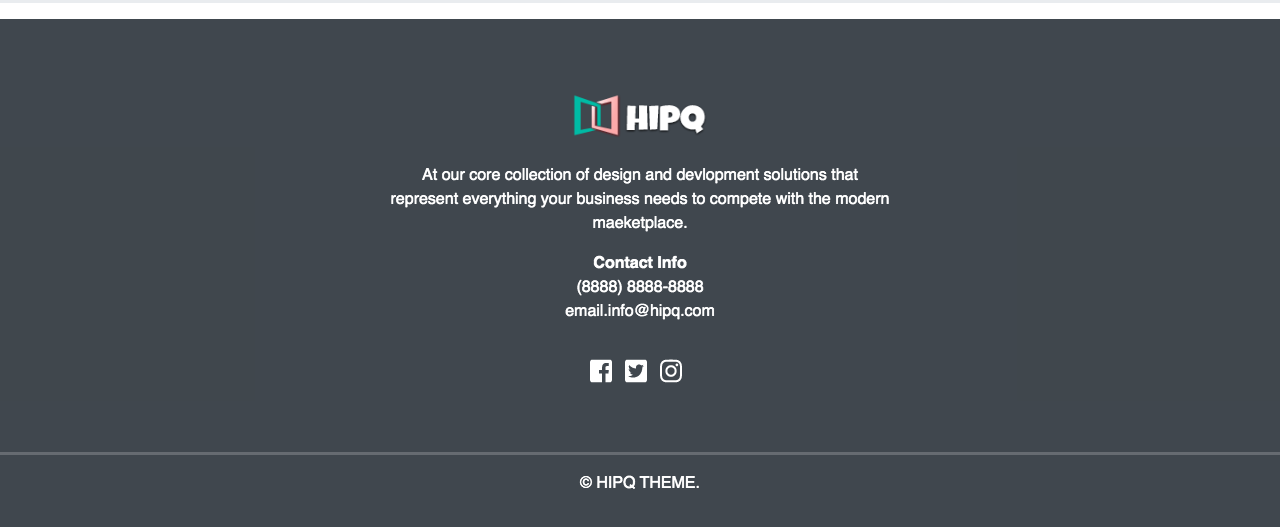 HIPQ
At our core collection of design and devlopment solutions that
represent everything your business needs to compete with the modern
maeketplace.
Contact Info
(8888) 8888-8888
email.info@hipq.com
© HIPQ THEME.